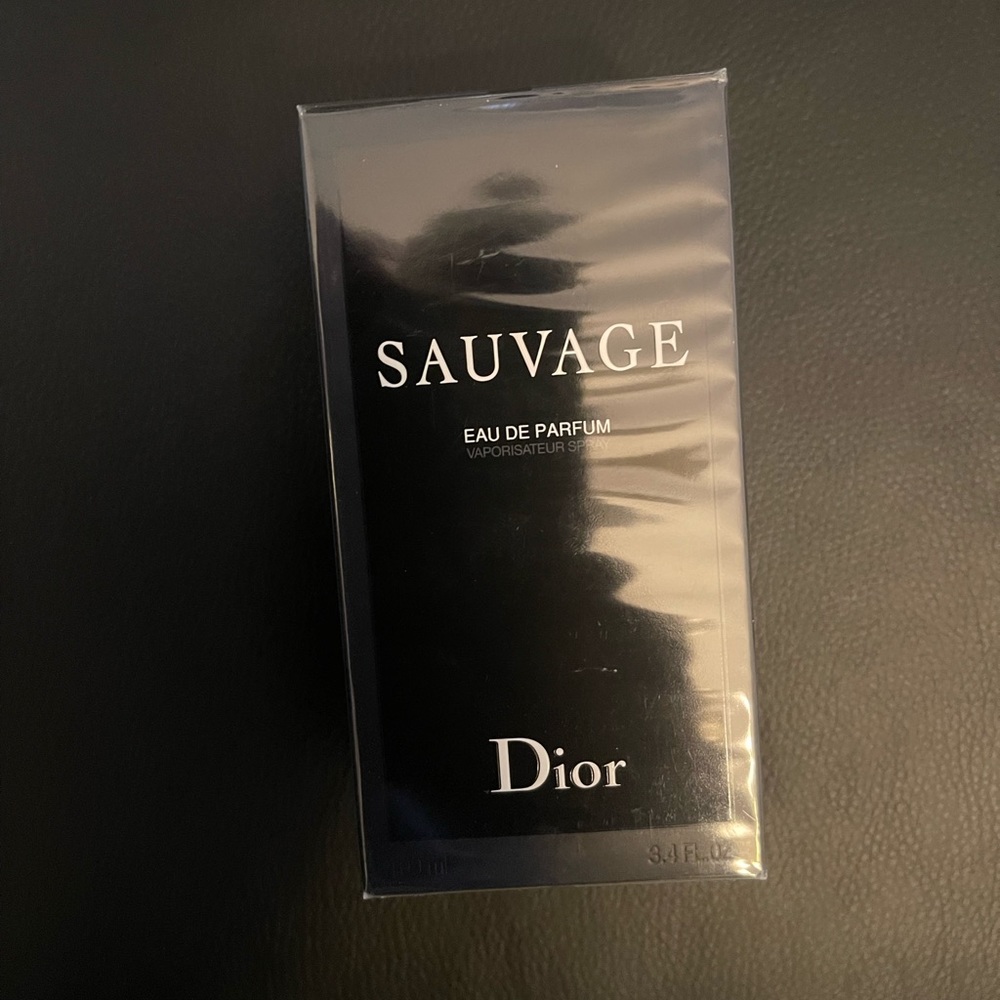 SAUVAGE
EAU DE PARFUM
VAPORISATEUR SPRAY
Dior
3.4 FL.OZ